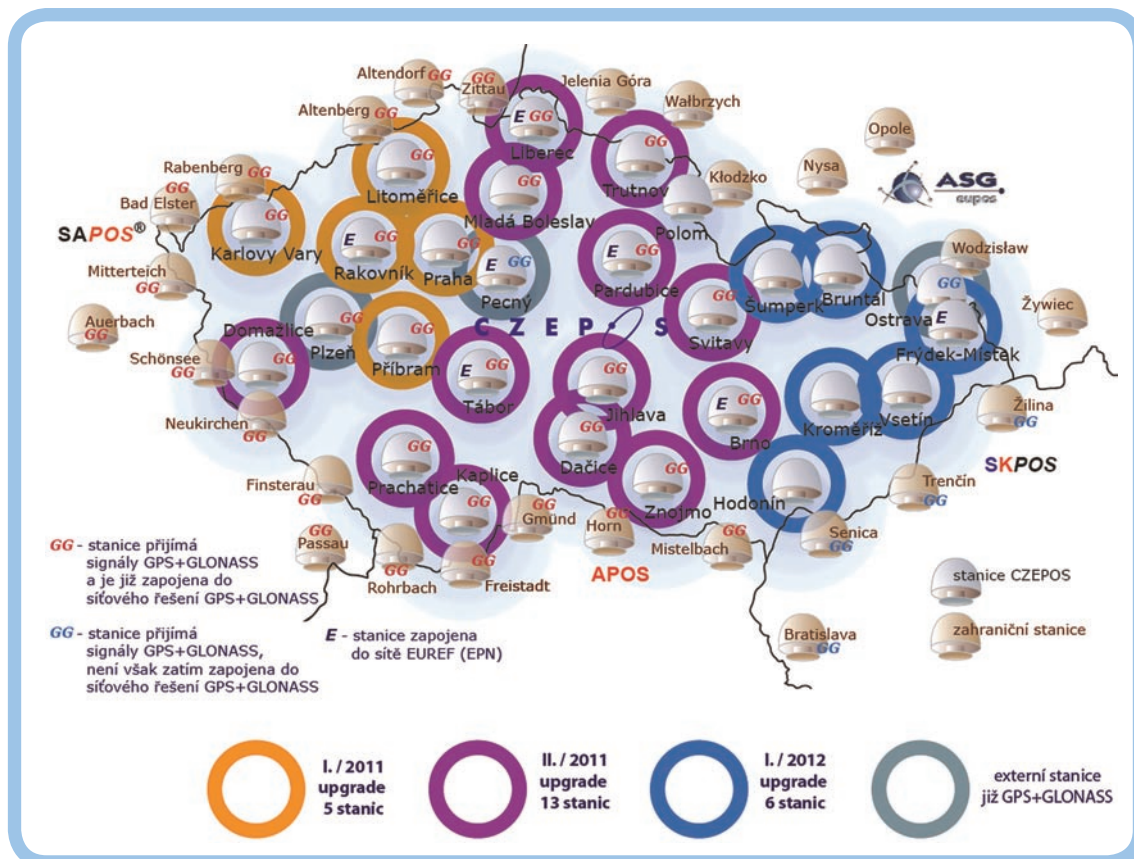 Altendorf GG
GG
Zittau
Jelenia Góra
Wałbrzych
Altenberg GG
Opole
E GG
Liberec
GG
Trutnov
Nysa
Kłodzko
ASG
eupos
Rabenberg
GG
GG
Litoměřice
GG
Mladá Boleslav
Polom
GG
Bad Elster
SAPOS®
GG
Karlovy Vary
E GG
Rakovník
GG
Praha
E GG
Pecný
E GG
Pardubice
Šumperk
Bruntál
Wodzisław
GG
Ostrava
Mitterteich
GG
Auerbach
GG
Domažlice
GG
GG
Plzeň
GG
Příbram
CZEPOS
GG
Svitavy
E
Frýdek-Místek
Żywiec
Schönsee
GG
E GG
Tábor
GG
Jihlava
E GG
Brno
Kroměříž
Vsetín
Žilina
GG
Neukirchen
GG
GG
Prachatice
Kaplice
GG
GG
Dačice
GG
Znojmo
Hodonín
SKPOS
Trenčín
GG
Finsterau
GG
GG
Passau
GG
Rohrbach
GG
Freistadt
GG
Gmünd
GG
Horn
APOS
GG
Mistelbach
Senica
GG
Bratislava
GG
GG - stanice přijímá
signály GPS+GLONASS
a je již zapojena do
síťového řešení GPS+GLONASS
GG - stanice přijímá
signály GPS+GLONASS,
není však zatím zapojena do
síťového řešení GPS+GLONASS
E - stanice zapojena
do sítě EUREF (EPN)
stanice CZEPOS
zahraniční stanice
I. / 2011
upgrade
5 stanic
II. / 2011
upgrade
13 stanic
I. / 2012
upgrade
6 stanic
externí stanice
již GPS+GLONASS